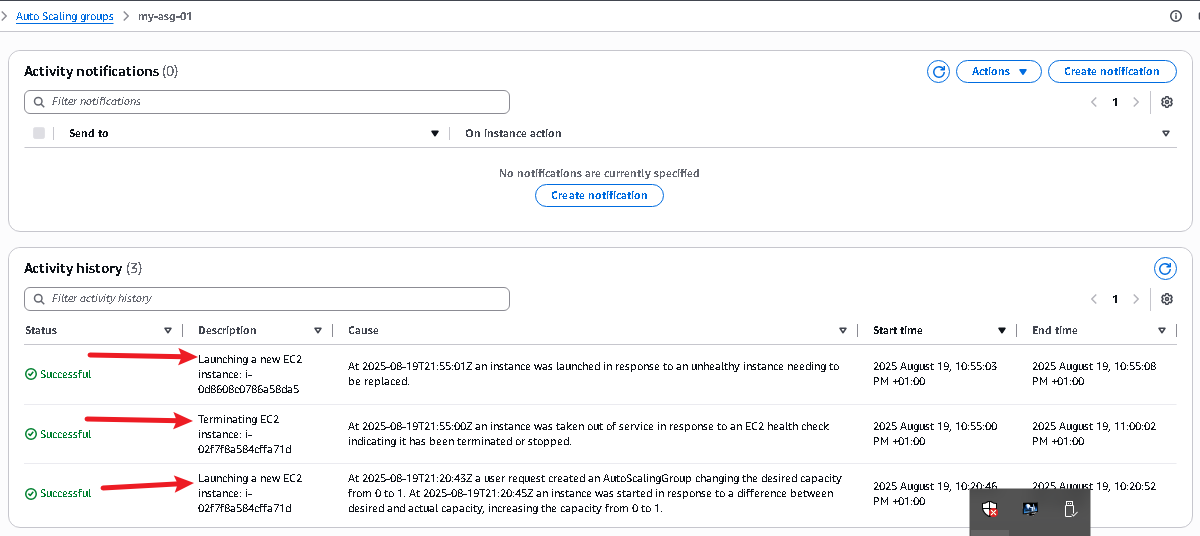 Auto Scaling groups > my-asg-01
Activity notifications (0)
Actions
Create notification
Filter notifications
1
Send to
On instance action
No notifications are currently specified
Create notification
Activity history (3)
Filter activity history
1
Status
Description
Cause
Start time
End time
Successful
Launching a new EC2
instance: i-
0d8608c0786a58da5
At 2025-08-19T21:55:01Z an instance was launched in response to an unhealthy instance needing to
be replaced.
2025 August 19, 10:55:03
PM +01:00
2025 August 19, 10:55:08
PM +01:00
Successful
Terminating EC2
instance: i-
02f7f8a584cffa71d
At 2025-08-19T21:55:00Z an instance was taken out of service in response to an EC2 health check
indicating it has been terminated or stopped.
2025 August 19, 10:55:00
PM +01:00
2025 August 19, 11:00:02
PM +01:00
Successful
Launching a new EC2
instance: i-
02f7f8a584cffa71d
At 2025-08-19T21:20:43Z a user request created an AutoScalingGroup changing the desired capacity
from 0 to 1. At 2025-08-19T21:20:45Z an instance was started in response to a difference between
desired and actual capacity, increasing the capacity from 0 to 1.
2025 August 19, 10:20:46
PM +01:00
2025 August 19, 10:20:52